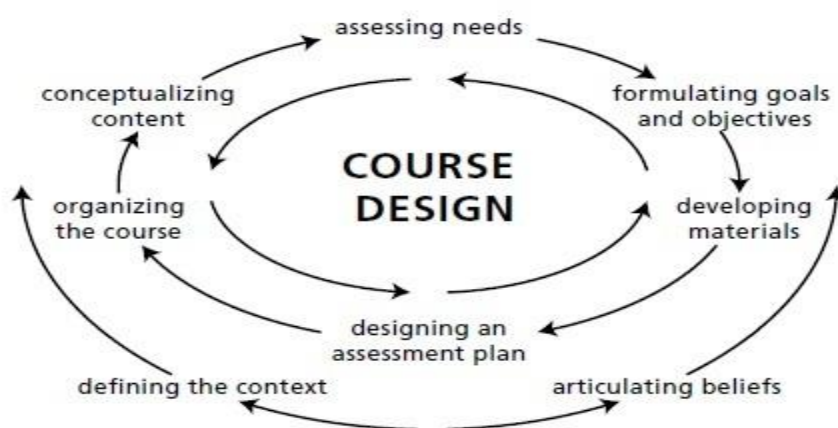 assessing needs
conceptualizing
content
formulating goals
and objectives
COURSE
DESIGN
organizing
the course
developing
materials
designing an
assessment plan
defining the context
articulating beliefs